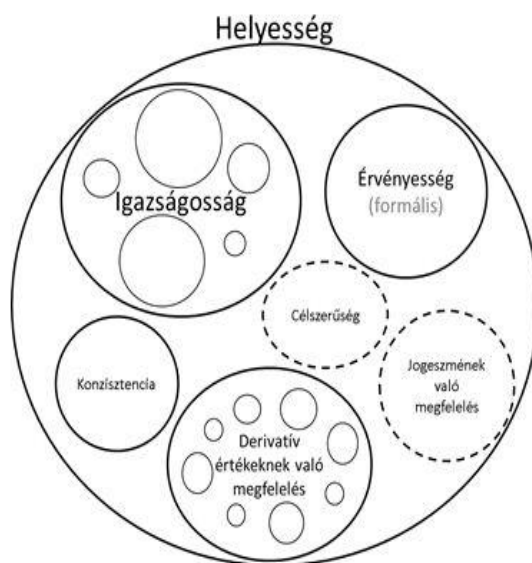 Helyesség
Igazságosság
Érvényesség
(formális)
Célszerűség
Konzisztencia
Jogeszmének
való
megfelelés
Derivatív
értékeknek való
megfelelés